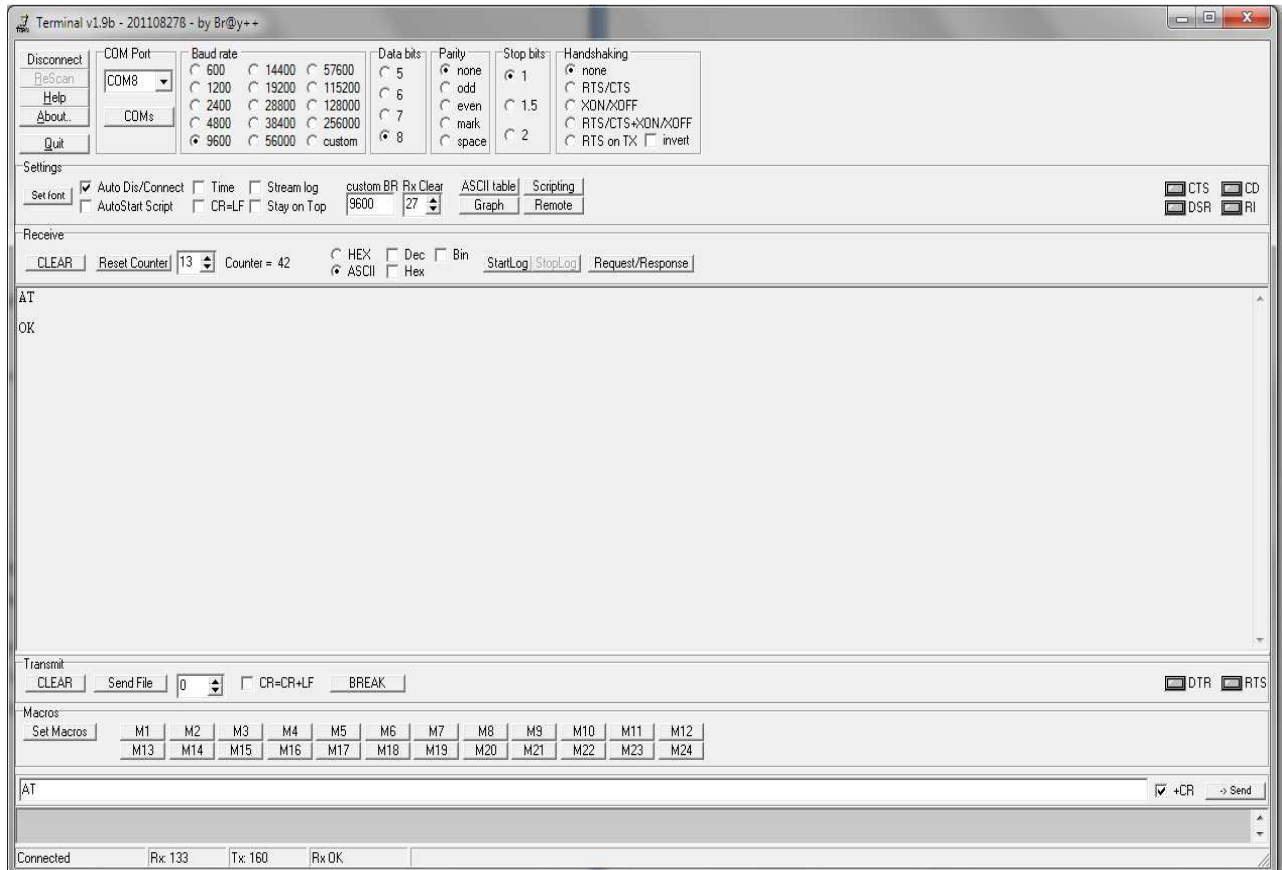 Terminal v1.9b - 20110827ß - by Br@y++
Disconnect
ReScan
Help
About..
Quit
COM Port
COM8
COMs
Baud rate
600 14400 57600
1200 19200 115200
2400 28800 128000
4800 38400 256000
9600 56000 custom
Data bits
5
6
7
8
Parity
none
odd
even
mark
space
Stop bits
1
1.5
2
Handshaking
none
RTS/CTS
XON/XOFF
RTS/CTS+XON/XOFF
RTS on TX invert
Settings
Set font
Auto Dis/Connect Time Stream log
AutoStart Script CR=LF Stay on Top
custom BR Rx Clear
9600 27
ASCII table Scripting
Graph Remote
CTS CD
DSR RI
Receive
CLEAR Reset Counter 13 Counter = 42
HEX Dec Bin
ASCII Hex
StartLog StopLog Request/Response
AT
OK
Transmit
CLEAR Send File 0 CR=CR+LF BREAK
DTR RTS
Macros
Set Macros
M1 M2 M3 M4 M5 M6 M7 M8 M9 M10 M11 M12
M13 M14 M15 M16 M17 M18 M19 M20 M21 M22 M23 M24
AT +CR -> Send
Connected Rx: 133 Tx: 160 Rx OK